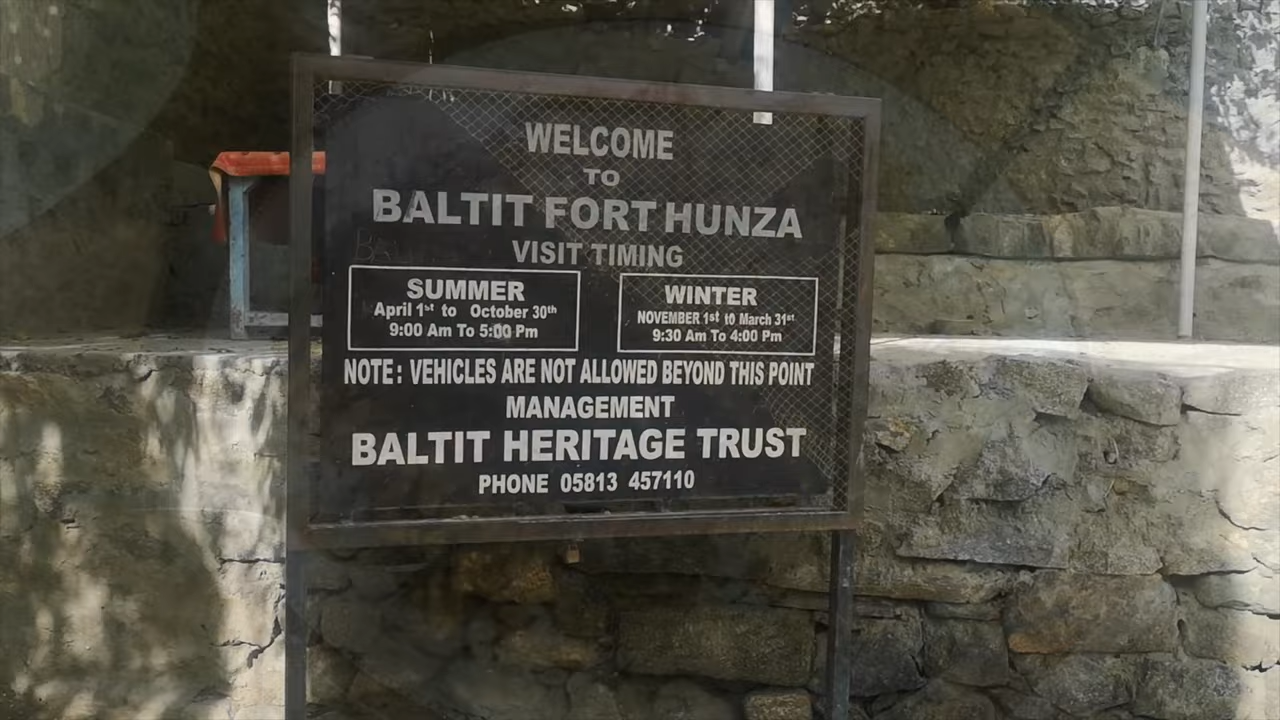 WELCOME
TO
BALTIT FORT HUNZA
VISIT TIMING
SUMMER
April 1st to October 30th
9:00 Am To 5:00 Pm
WINTER
NOVEMBER 1st to March 31st
9:30 Am To 4:00 Pm
NOTE: VEHICLES ARE NOT ALLOWED BEYOND THIS POINT
MANAGEMENT
BALTIT HERITAGE TRUST
PHONE 05813 457110